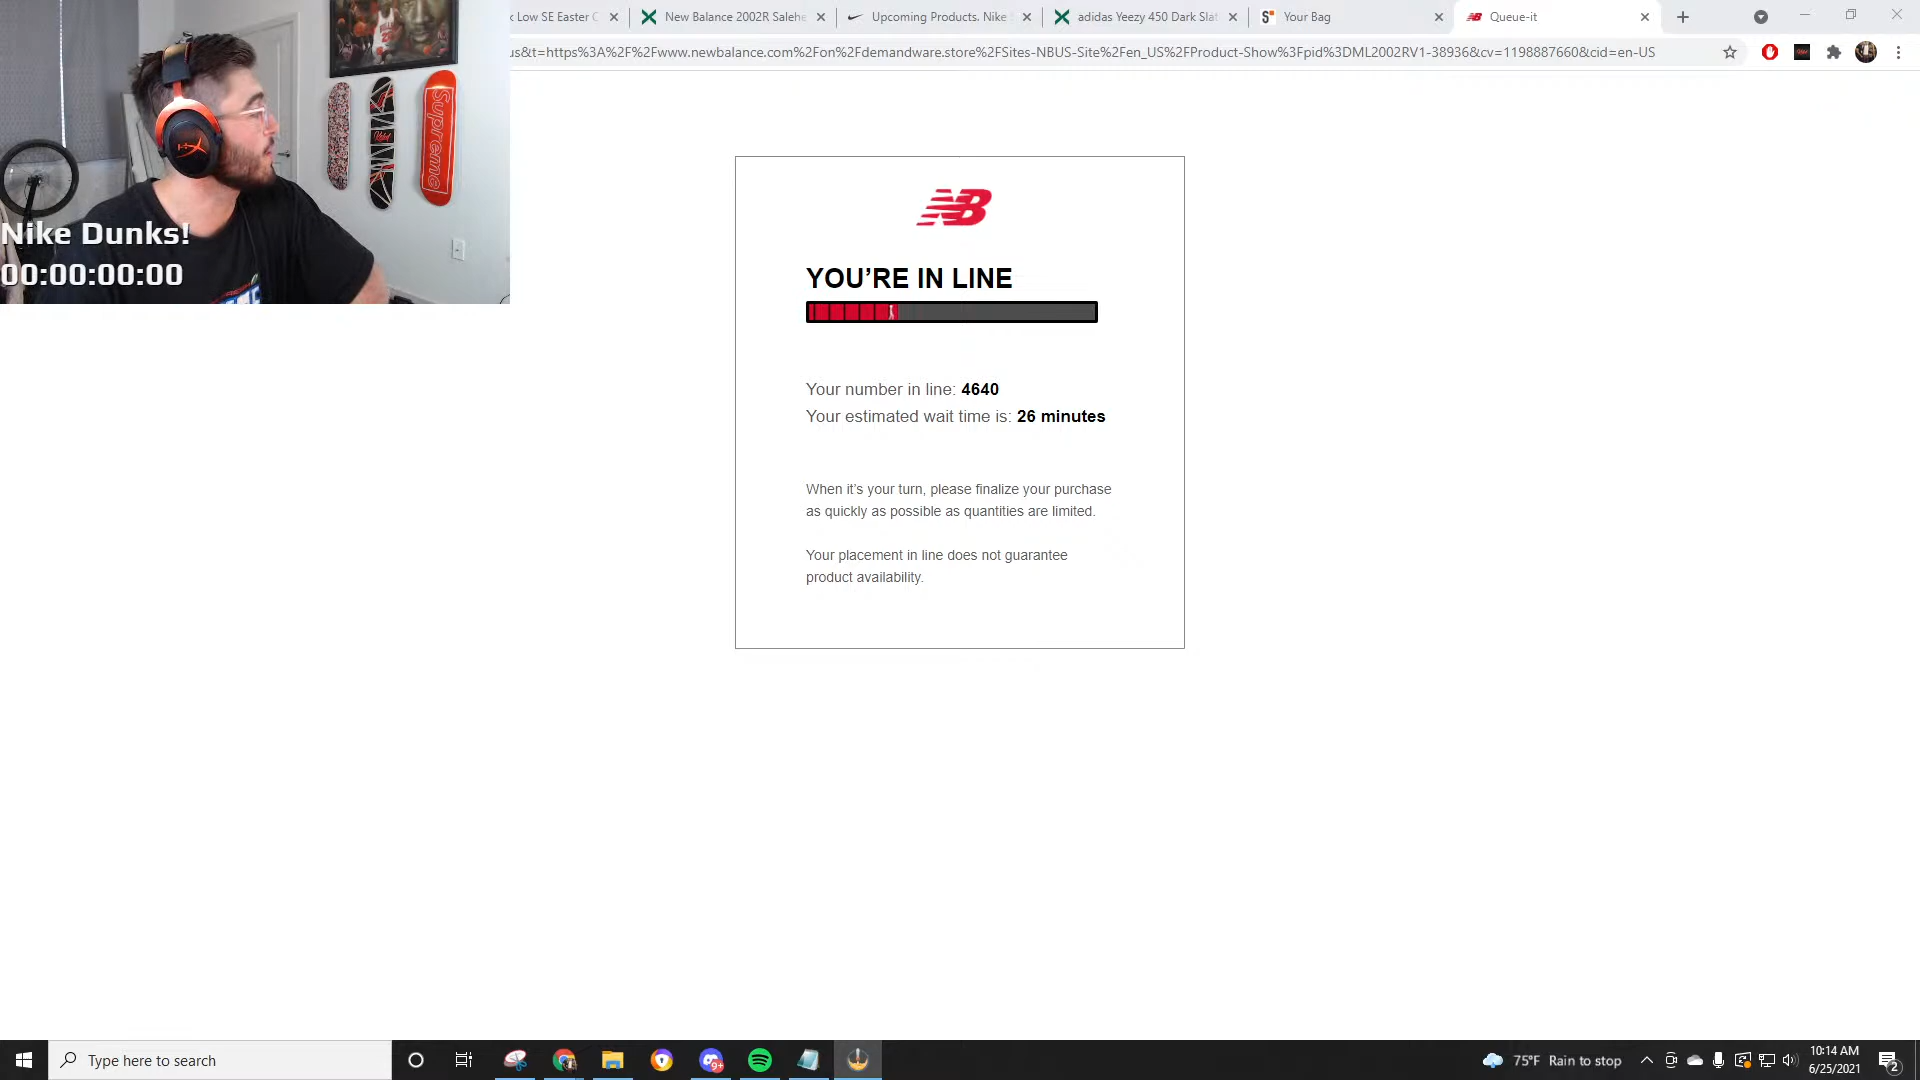 k Low SE Easter C
New Balance 2002R Salehe
Upcoming Products. Nike S
adidas Yeezy 450 Dark Slat
Your Bag
Queue-it
us&t=https%3A%2F%2Fwww.newbalance.com%2Fon%2Fdemandware.store%2FSites-NBUS-Site%2Fen_US%2FProduct-Show%3Fpid%3DML2002RV1-38936&cv=1198887660&cid=en-US
Supreme
Nike Dunks!
00:00:00:00
NB
YOU’RE IN LINE
Your number in line: 4640
Your estimated wait time is: 26 minutes
When it’s your turn, please finalize your purchase
as quickly as possible as quantities are limited.
Your placement in line does not guarantee
product availability.
Type here to search
9+
75°F Rain to stop
10:14 AM
6/25/2021
2